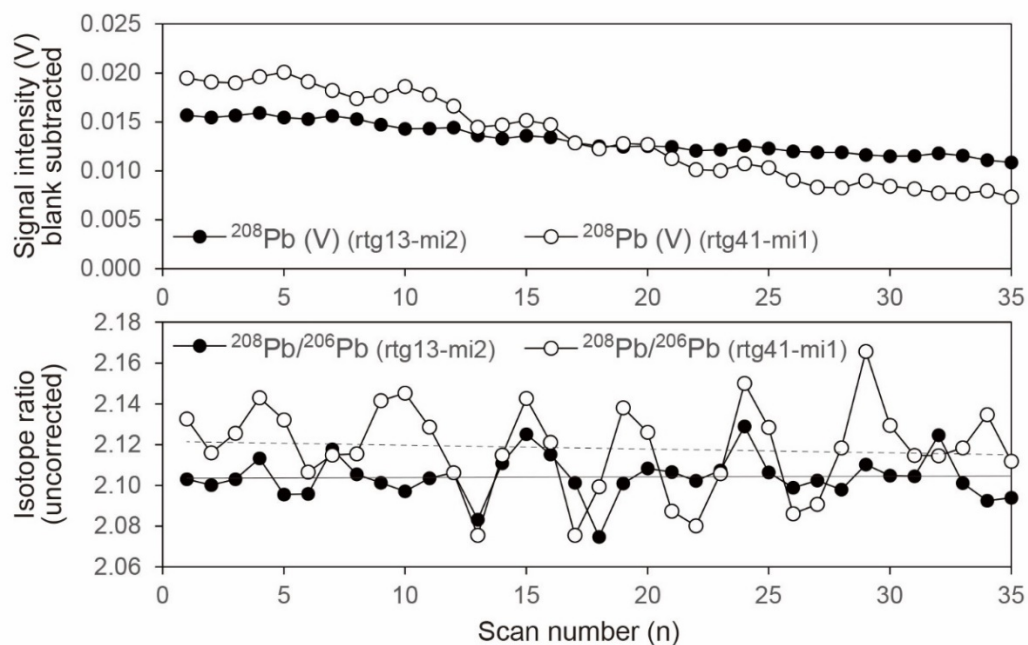 Signal intensity (V)
blank subtracted
0.025
0.020
0.015
0.010
0.005
0.000
²⁰⁸Pb (V) (rtg13-mi2)
²⁰⁸Pb (V) (rtg41-mi1)
0 5 10 15 20 25 30 35
Isotope ratio
(uncorrected)
2.18
2.16
2.14
2.12
2.10
2.08
2.06
²⁰⁸Pb/²⁰⁶Pb (rtg13-mi2)
²⁰⁸Pb/²⁰⁶Pb (rtg41-mi1)
0 5 10 15 20 25 30 35
Scan number (n)